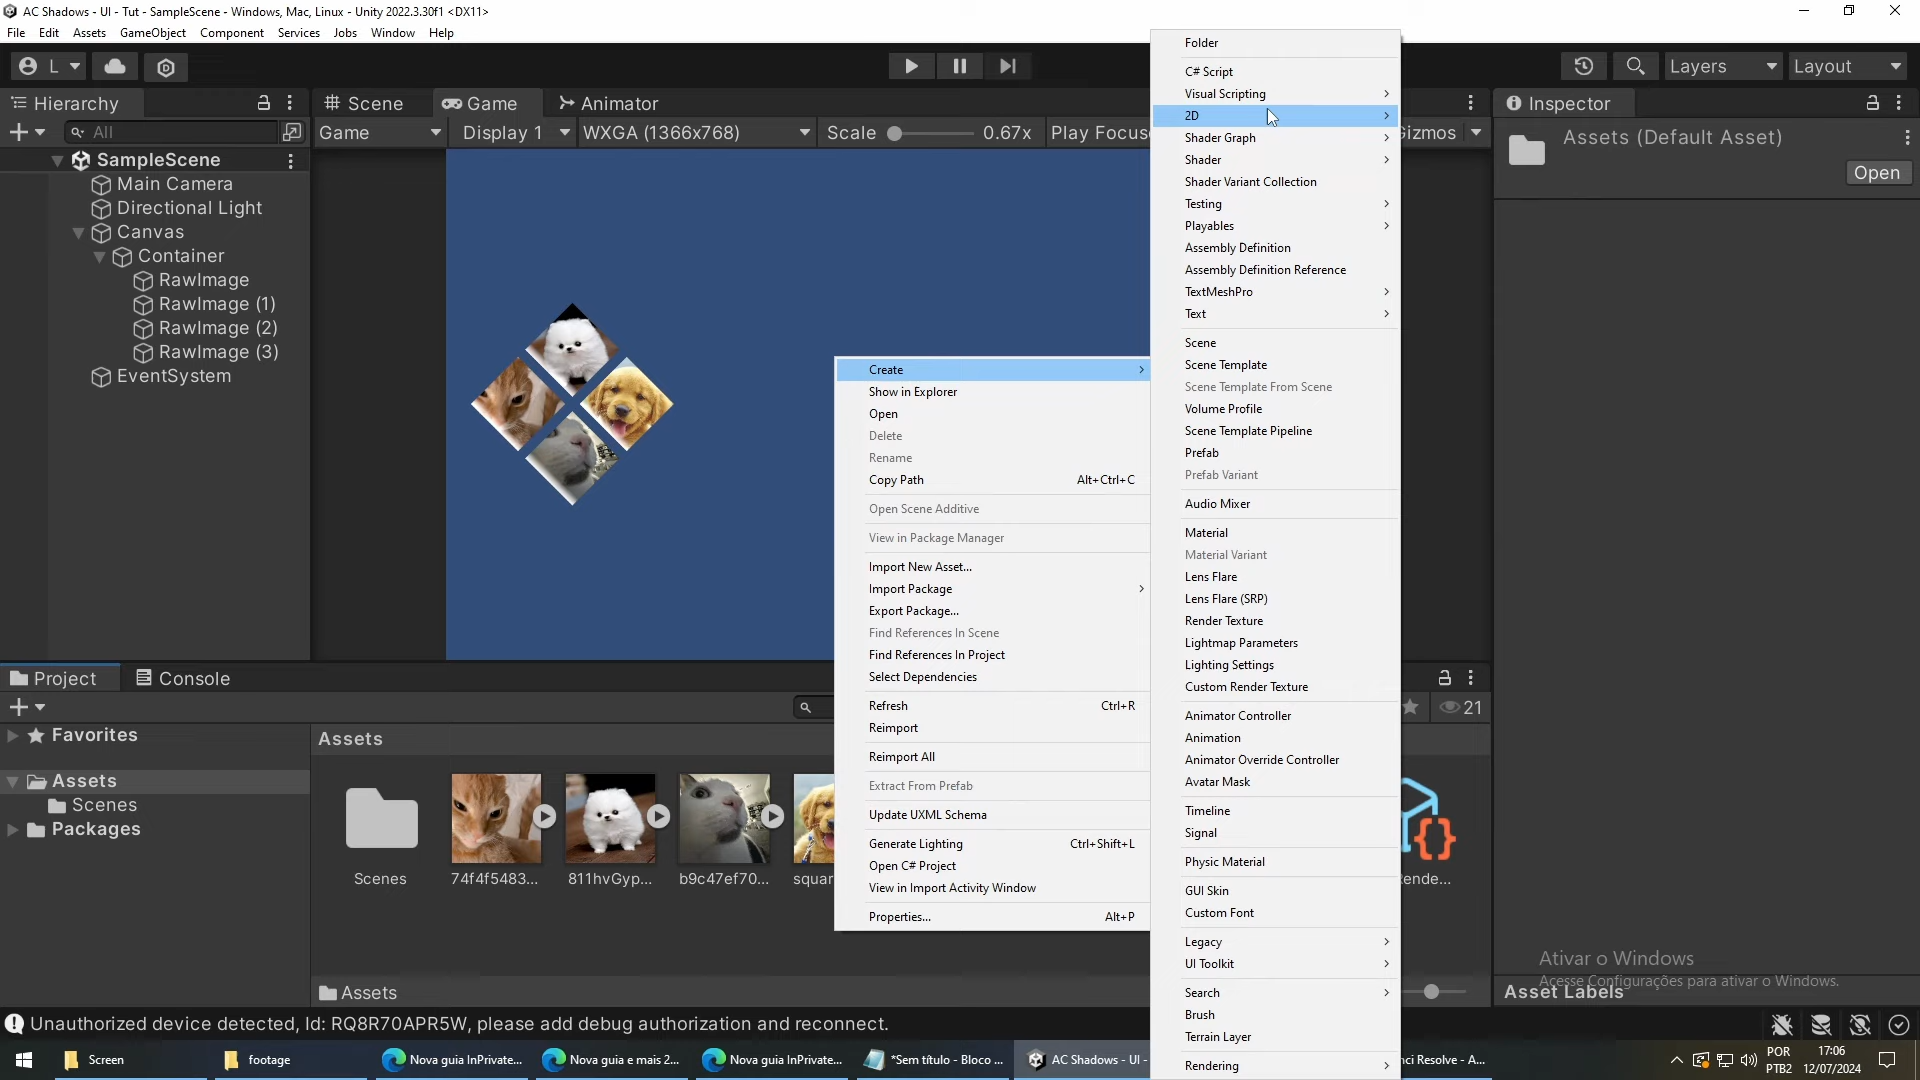 AC Shadows - UI - Tut - SampleScene - Windows, Mac, Linux - Unity 2022.3.30f1 <DX11>
File Edit Assets GameObject Component Services Jobs Window Help
L
Layers
Layout
Hierarchy
All
SampleScene
Main Camera
Directional Light
Canvas
Container
RawImage
RawImage (1)
RawImage (2)
RawImage (3)
EventSystem
Scene
Game
Animator
Game
Display 1
WXGA (1366x768)
Scale
0.67x
Play Focus
Gizmos
Create
Show in Explorer
Open
Delete
Rename
Copy Path Alt+Ctrl+C
Open Scene Additive
View in Package Manager
Import New Asset...
Import Package
Export Package...
Find References In Scene
Find References In Project
Select Dependencies
Refresh Ctrl+R
Reimport
Reimport All
Extract From Prefab
Update UXML Schema
Generate Lighting Ctrl+Shift+L
Open C# Project
View in Import Activity Window
Properties... Alt+P
Folder
C# Script
Visual Scripting
2D
Shader Graph
Shader
Shader Variant Collection
Testing
Playables
Assembly Definition
Assembly Definition Reference
TextMeshPro
Text
Scene
Scene Template
Scene Template From Scene
Volume Profile
Scene Template Pipeline
Prefab
Prefab Variant
Audio Mixer
Material
Material Variant
Lens Flare
Lens Flare (SRP)
Render Texture
Lightmap Parameters
Lighting Settings
Custom Render Texture
Animator Controller
Animation
Animator Override Controller
Avatar Mask
Timeline
Signal
Physic Material
GUI Skin
Custom Font
Legacy
UI Toolkit
Search
Brush
Terrain Layer
Rendering
Inspector
Assets (Default Asset)
Open
Ativar o Windows
Acesse Configurações para ativar o Windows.
Asset Labels
Project
Console
21
Favorites
Assets
Scenes
Packages
Assets
Scenes
74f4f5483...
811hvGyp...
b9c47ef70...
squar
Rende...
Assets
Unauthorized device detected, Id: RQ8R70APR5W, please add debug authorization and reconnect.
Screen
footage
Nova guia InPrivate...
Nova guia e mais 2...
Nova guia InPrivate...
*Sem título - Bloco ...
AC Shadows - UI -
nci Resolve - A...
POR
PTB2
17:06
12/07/2024